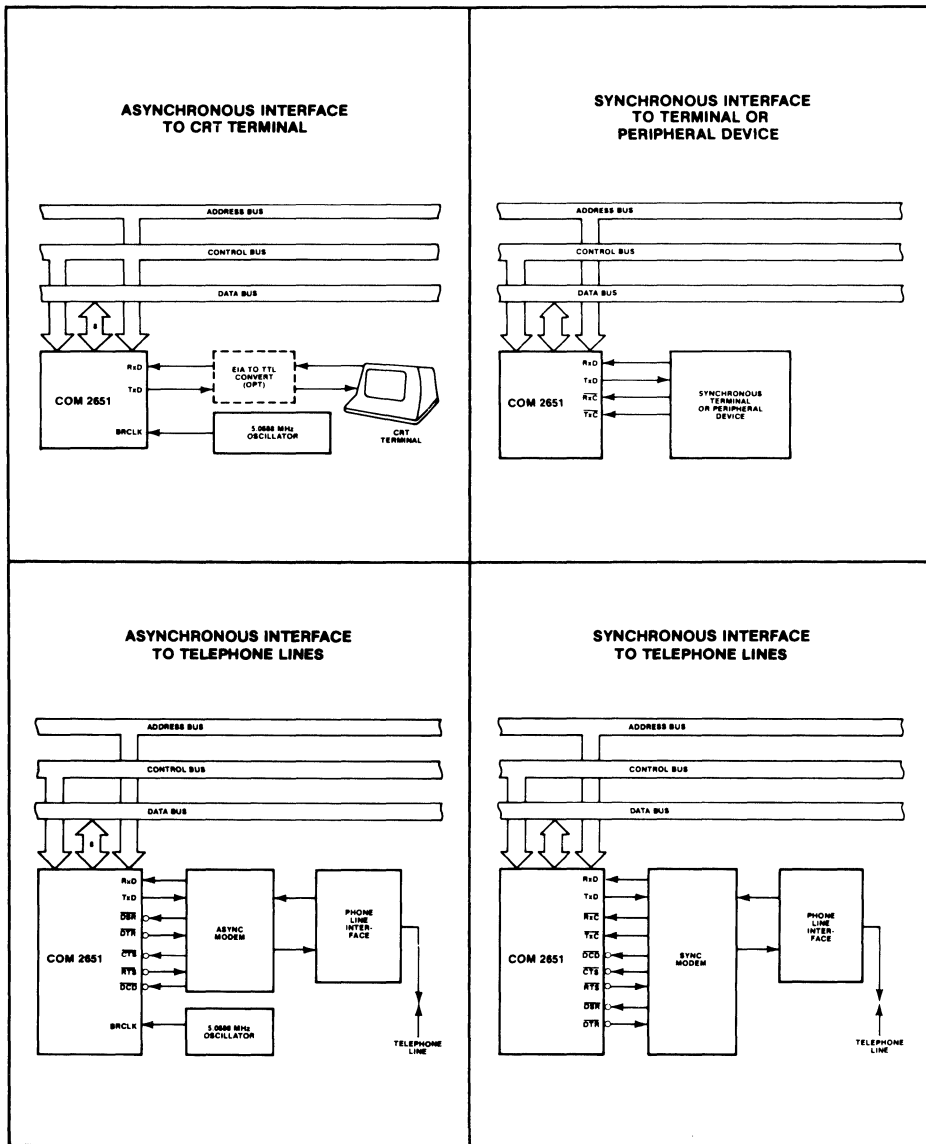 ASYNCHRONOUS INTERFACE
TO CRT TERMINAL
ADDRESS BUS
CONTROL BUS
DATA BUS
8
RxD
TxD
BRCLK
COM 2651
EIA TO TTL
CONVERT
(OPT)
5.0688 MHz
OSCILLATOR
CRT
TERMINAL
SYNCHRONOUS INTERFACE
TO TERMINAL OR
PERIPHERAL DEVICE
ADDRESS BUS
CONTROL BUS
DATA BUS
RxD
TxD
RxC
TxC
COM 2651
SYNCHRONOUS
TERMINAL
OR PERIPHERAL
DEVICE
ASYNCHRONOUS INTERFACE
TO TELEPHONE LINES
ADDRESS BUS
CONTROL BUS
DATA BUS
8
RxD
TxD
DSR
DTR
CTS
RTS
DCD
BRCLK
COM 2651
ASYNC
MODEM
PHONE
LINE
INTER-
FACE
5.0688 MHz
OSCILLATOR
TELEPHONE
LINE
SYNCHRONOUS INTERFACE
TO TELEPHONE LINES
ADDRESS BUS
CONTROL BUS
DATA BUS
RxD
TxD
RxC
TxC
DCD
CTS
RTS
DSR
DTR
COM 2651
SYNC
MODEM
PHONE
LINE
INTER-
FACE
TELEPHONE
LINE